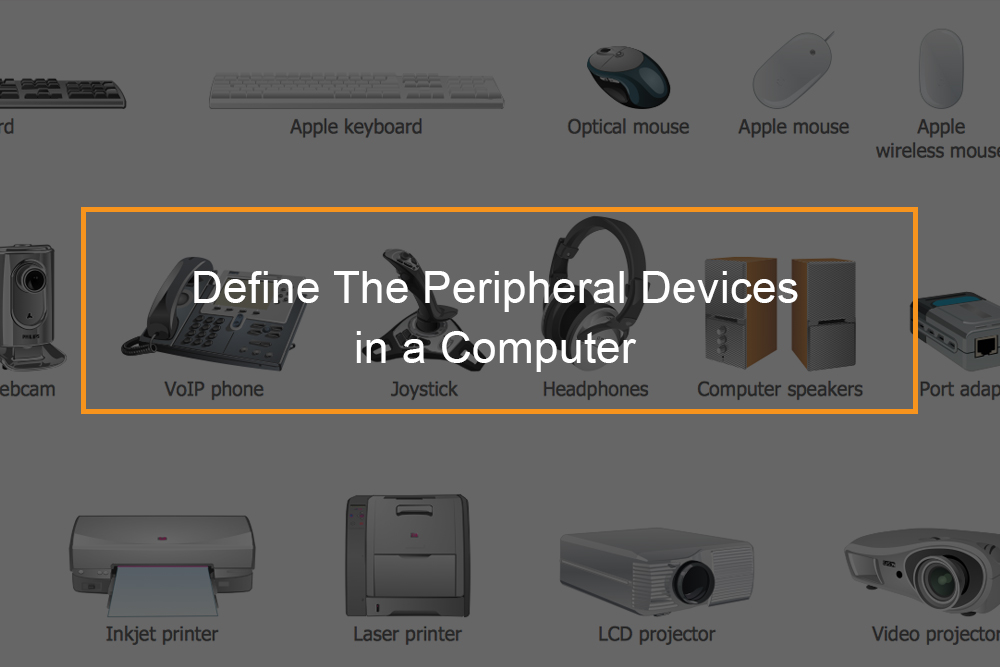 rd
Apple keyboard
Optical mouse
Apple mouse
Apple
wireless mouse
Define The Peripheral Devices
in a Computer
ebcam
VoIP phone
Joystick
Headphones
Computer speakers
Port adap
Inkjet printer
Laser printer
LCD projector
Video projector